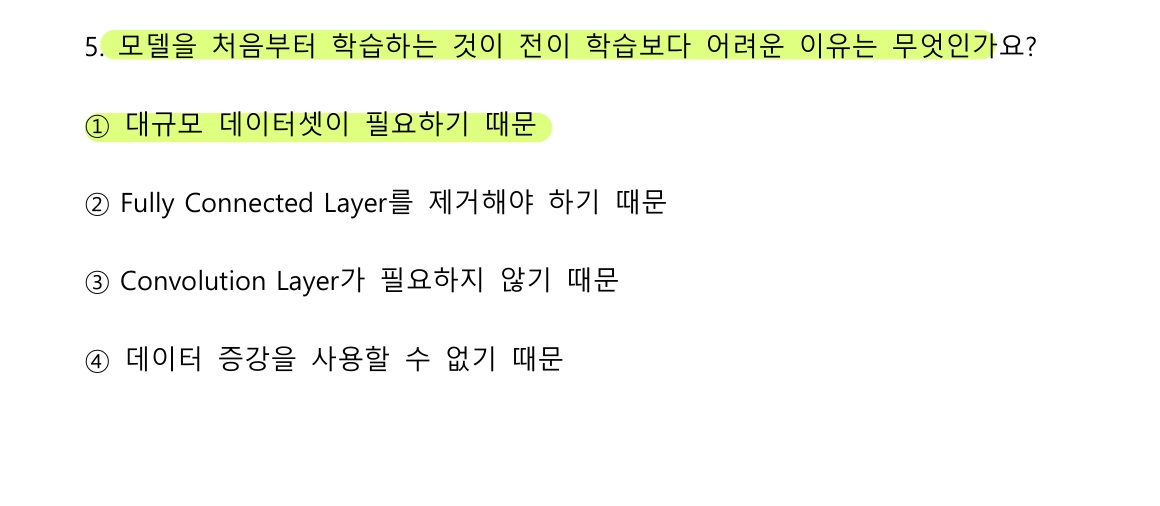 5. 모델을 처음부터 학습하는 것이 전이 학습보다 어려운 이유는 무엇인가요?
① 대규모 데이터셋이 필요하기 때문
② Fully Connected Layer를 제거해야 하기 때문
③ Convolution Layer가 필요하지 않기 때문
④ 데이터 증강을 사용할 수 없기 때문